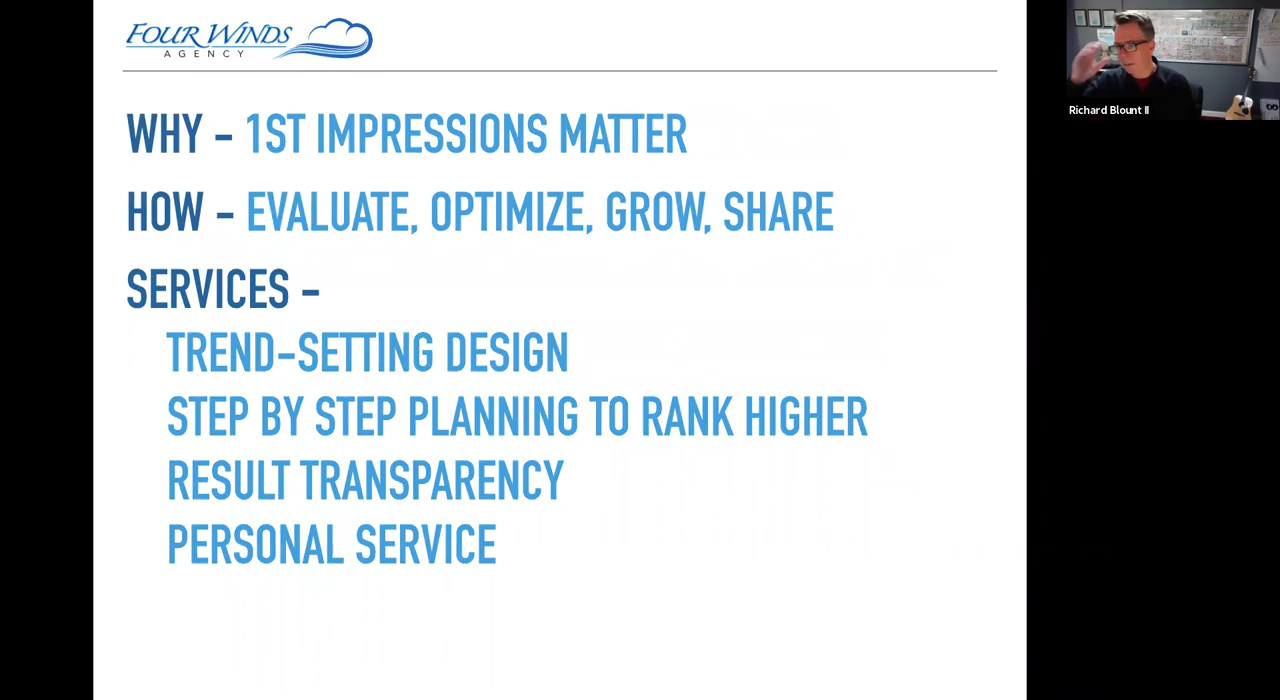 FOUR WINDS
AGENCY
WHY - 1ST IMPRESSIONS MATTER
HOW - EVALUATE, OPTIMIZE, GROW, SHARE
SERVICES -
TREND-SETTING DESIGN
STEP BY STEP PLANNING TO RANK HIGHER
RESULT TRANSPARENCY
PERSONAL SERVICE
Richard Blount II